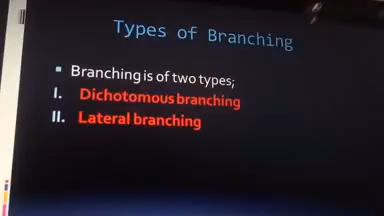 Types of Branching
Branching is of two types;
I. Dichotomous branching
II. Lateral branching